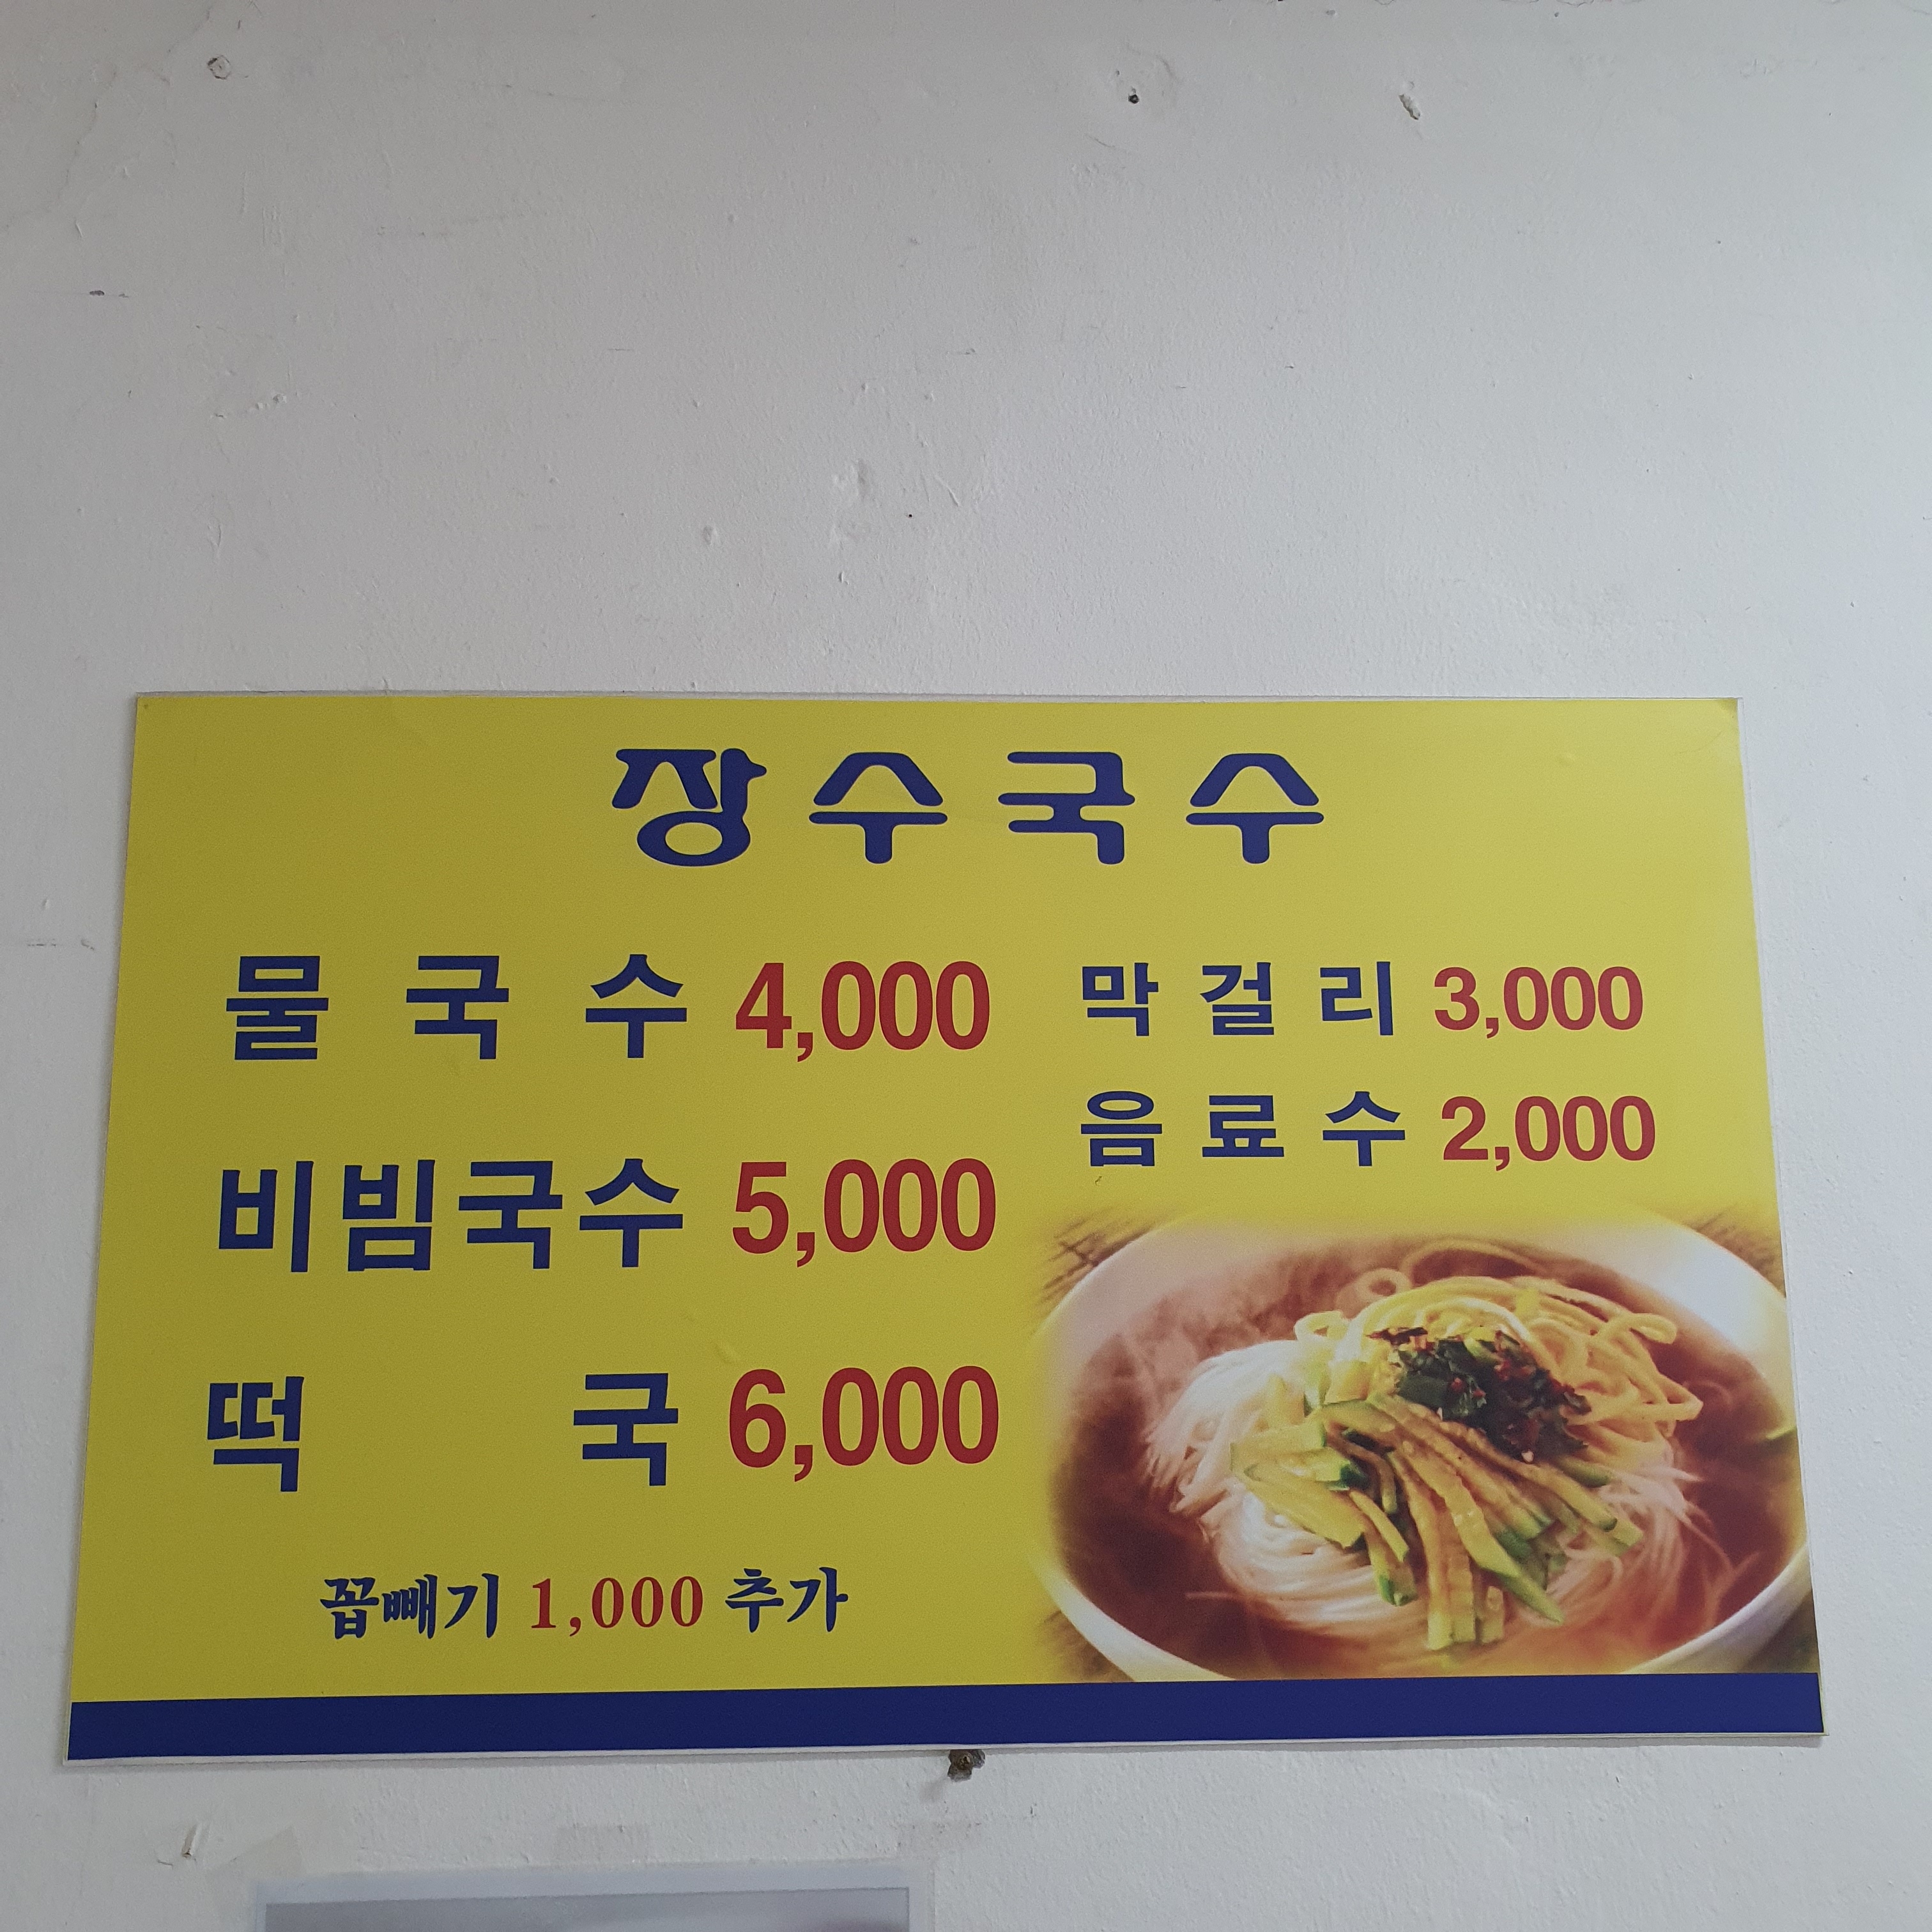 장수국수
물국수 4,000
비빔국수 5,000
떡국 6,000
꼽빼기 1,000 추가
막걸리 3,000
음료수 2,000